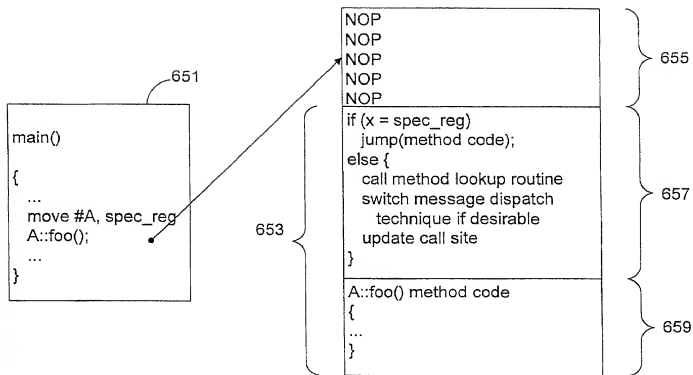 651
main()
{
...
move #A, spec_reg
A::foo();
...
}
NOP
NOP
NOP
NOP
NOP
655
653
if (x = spec_reg)
jump(method code);
else {
call method lookup routine
switch message dispatch
technique if desirable
update call site
}
657
A::foo() method code
{
...
}
659